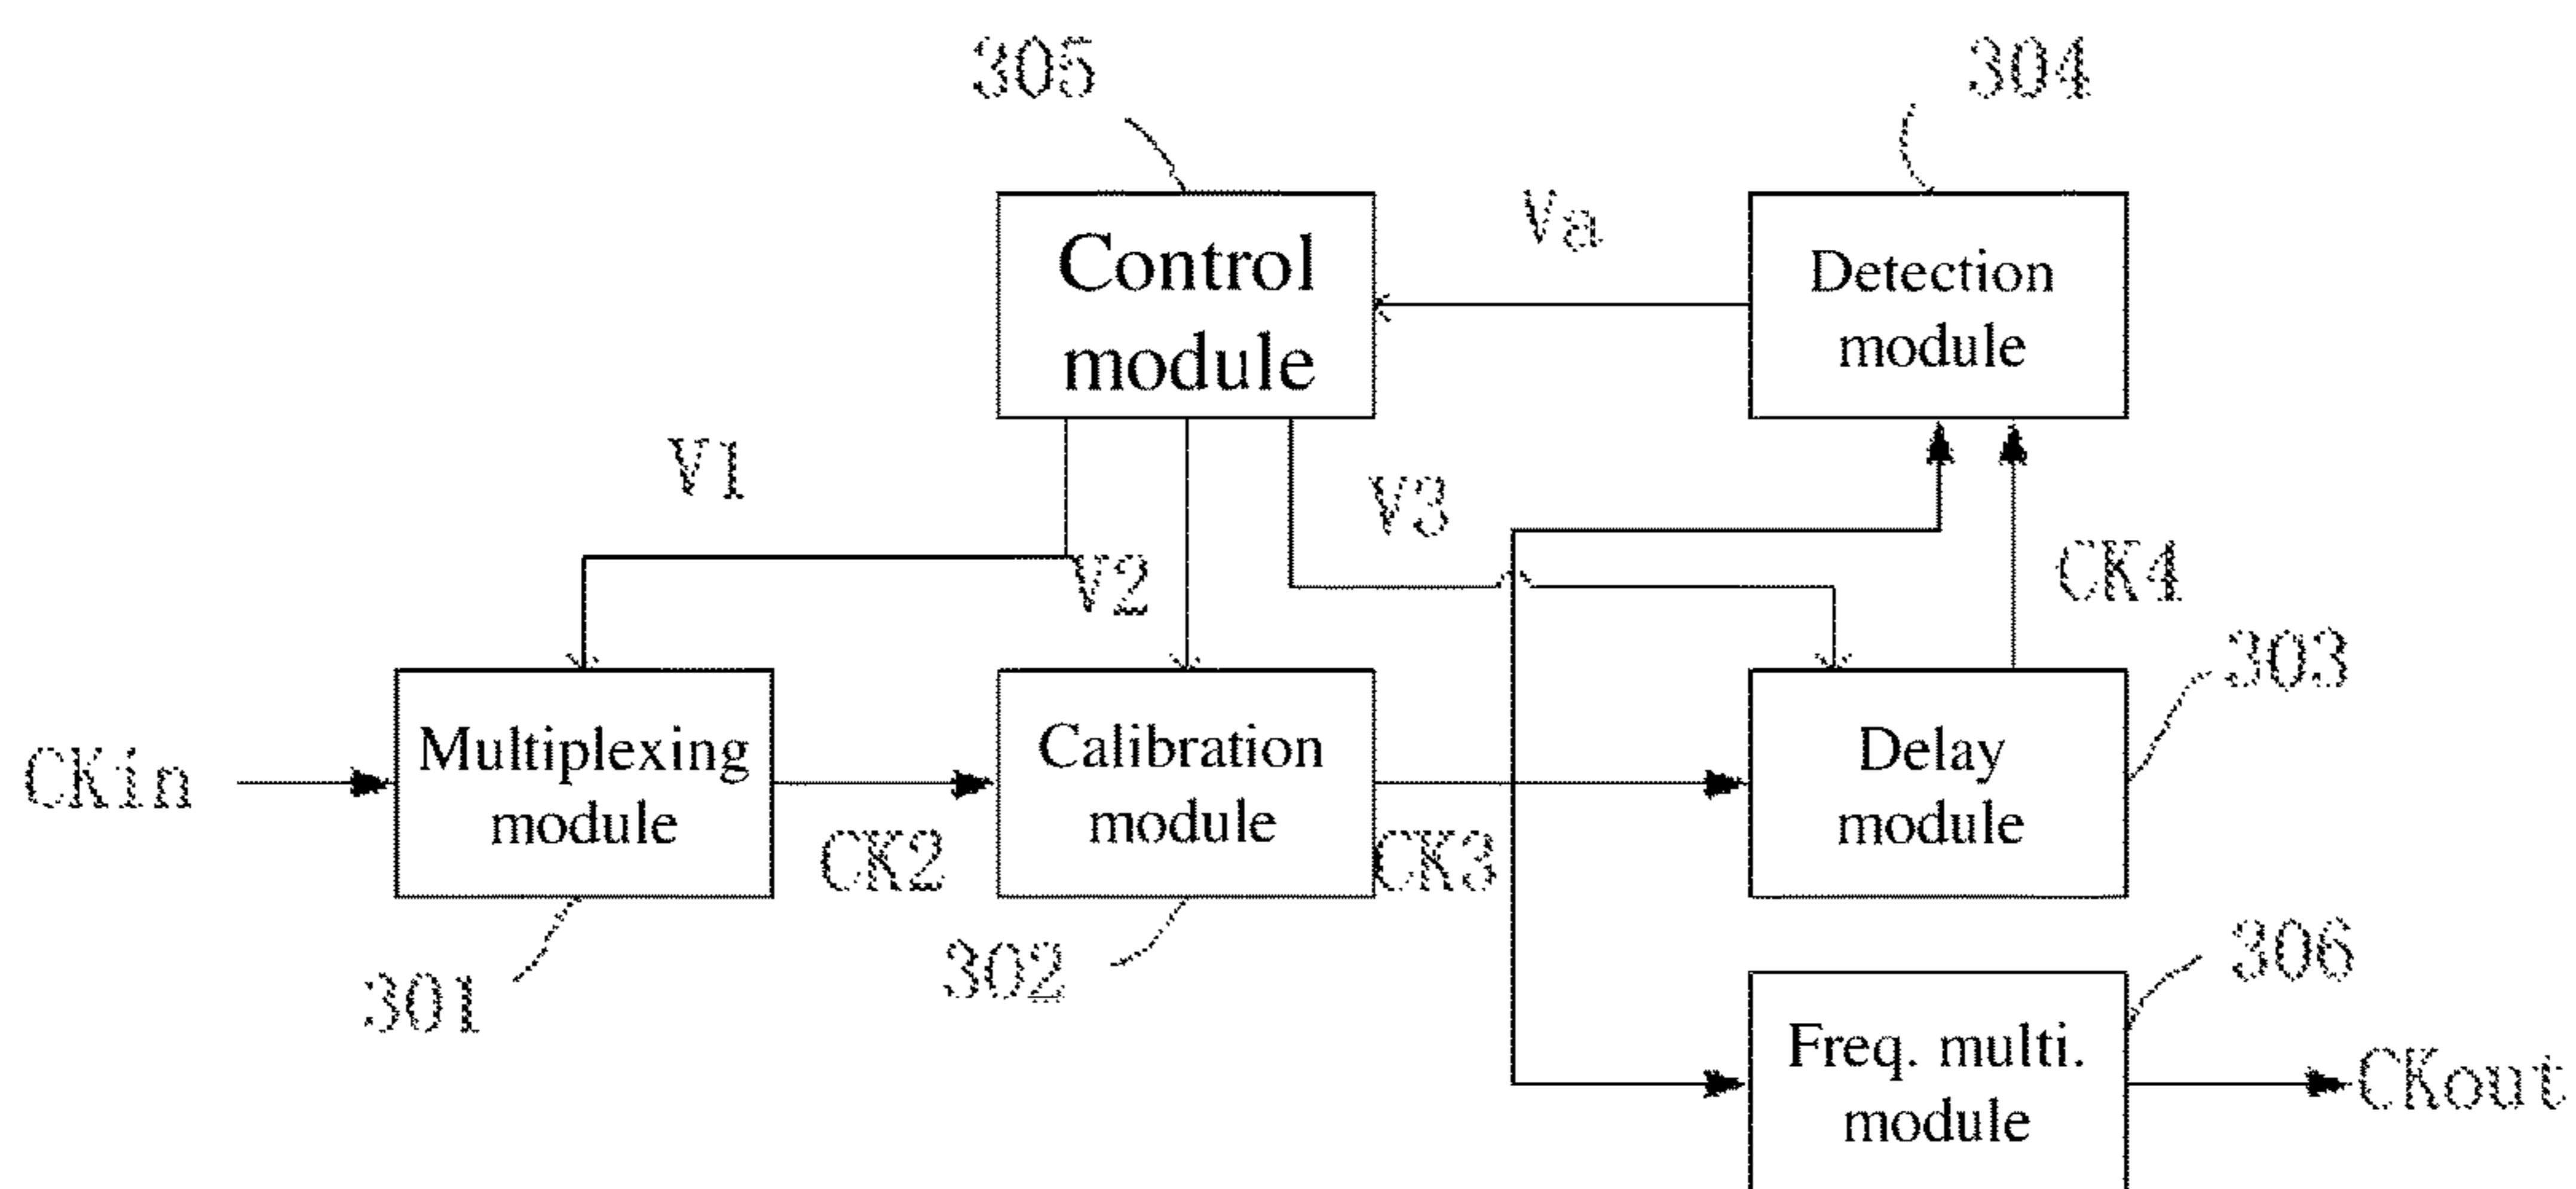 305
304
Control
module
Va
Detection
module
V1
V3
V2
CK4
303
CKin
Multiplexing
module
CK2
Calibration
module
CK3
Delay
module
301
302
306
Freq. multi.
module
CKout